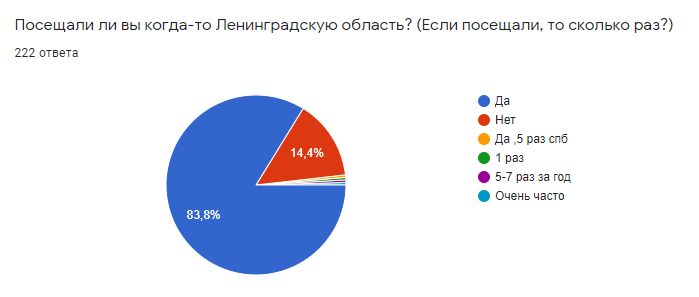 Посещали ли вы когда-то Ленинградскую область? (Если посещали, то сколько раз?)
222 ответа
Да
Нет
Да ,5 раз спб
1 раз
5-7 раз за год
Очень часто
14,4%
83,8%